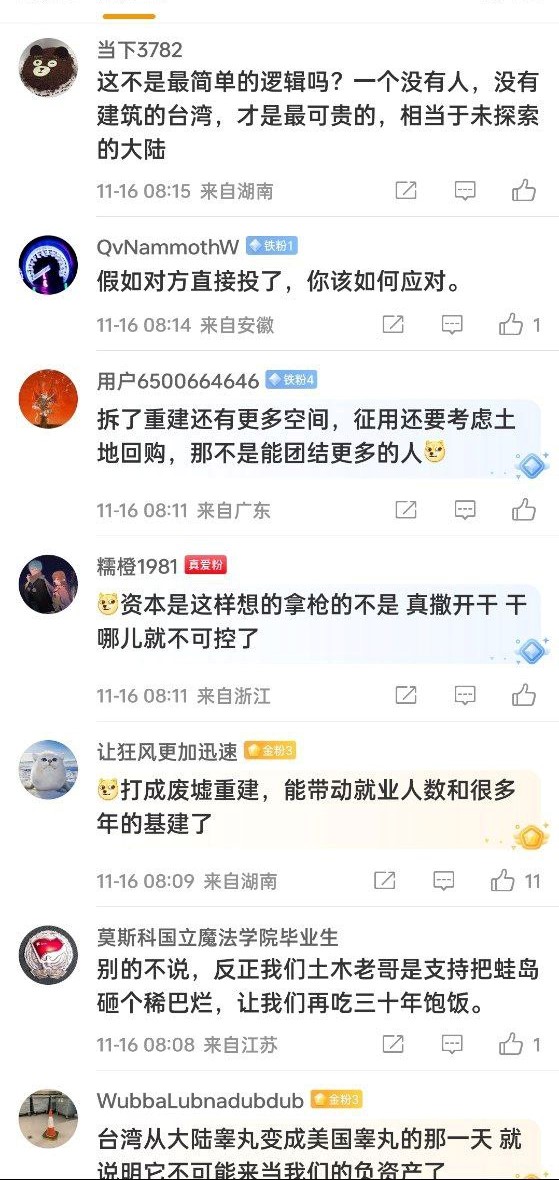 当下3782
这不是最简单的逻辑吗？一个没有人，没有
建筑的台湾，才是最可贵的，相当于未探索
的大陆
11-16 08:15 来自湖南
QvNammothW 铁粉1
假如对方直接投了，你该如何应对。
11-16 08:14 来自安徽 1
用户6500664646 铁粉4
拆了重建还有更多空间，征用还要考虑土
地回购，那不是能团结更多的人
11-16 08:11 来自广东
糯橙1981 真爱粉
资本是这样想的拿枪的不是 真撒开干 干
哪儿就不可控了
11-16 08:11 来自浙江
让狂风更加迅速 金粉3
打成废墟重建，能带动就业人数和很多
年的基建了
11-16 08:09 来自湖南 11
莫斯科国立魔法学院毕业生
别的不说，反正我们土木老哥是支持把蛙岛
砸个稀巴烂，让我们再吃三十年饱饭。
11-16 08:08 来自江苏 1
WubbaLubnadubdub 金粉3
台湾从大陆睾丸变成美国睾丸的那一天 就
说明它不可能来当我们的负资产了